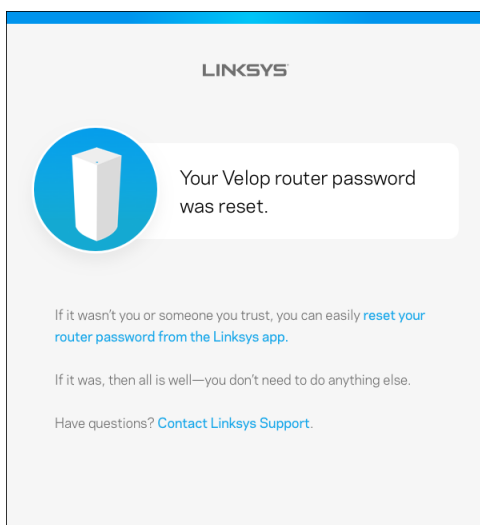 LINKSYS
Your Velop router password
was reset.
If it wasn't you or someone you trust, you can easily reset your
router password from the Linksys app.
If it was, then all is well—you don't need to do anything else.
Have questions? Contact Linksys Support.